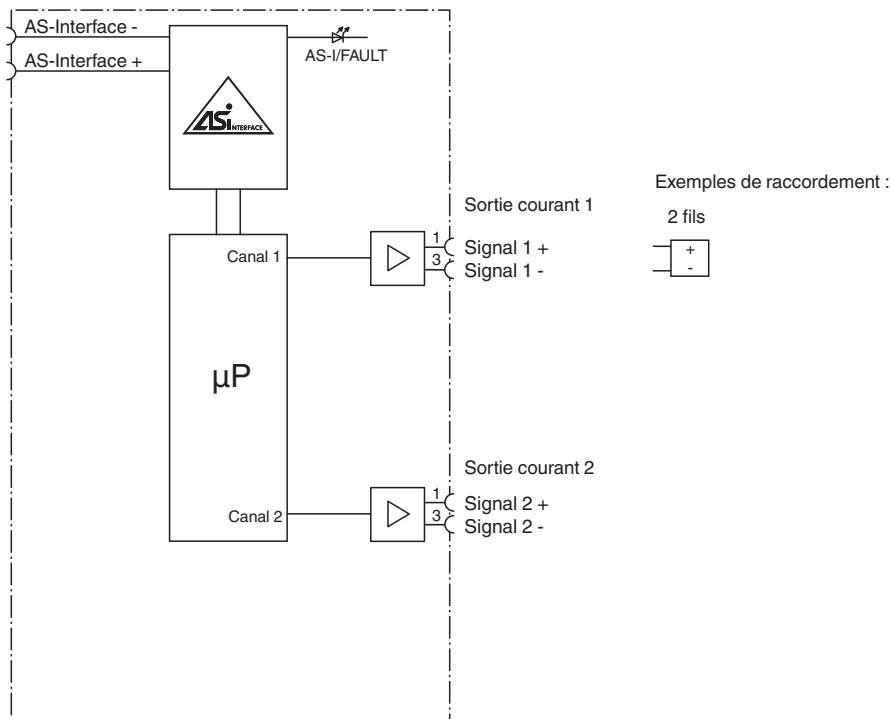 AS-Interface -
AS-Interface +
AS-I/FAULT
ASi INTERFACE
Sortie courant 1
Exemples de raccordement :
2 fils
Canal 1
1
Signal 1 +
3
Signal 1 -
+
-
µP
Sortie courant 2
Canal 2
1
Signal 2 +
3
Signal 2 -